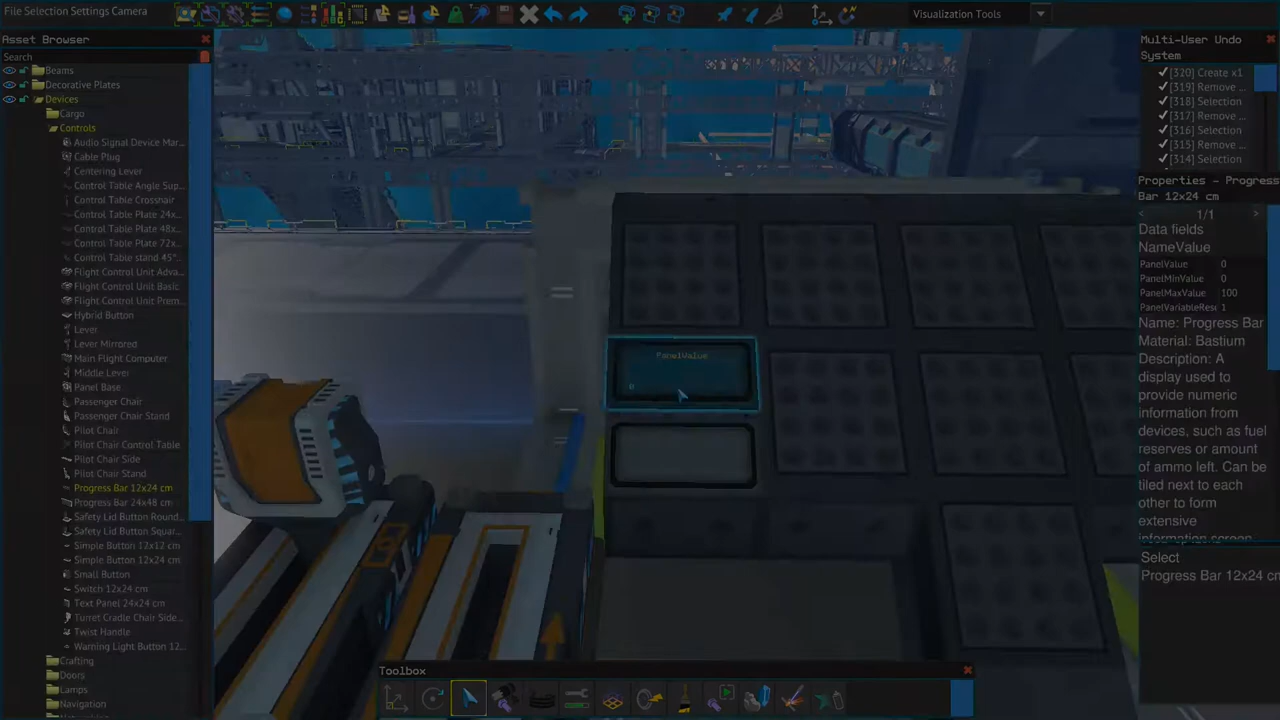 File Selection Settings Camera
Visualization Tools
Asset Browser
Search
Beams
Decorative Plates
Devices
Cargo
Controls
Audio Signal Device Mar...
Cable Plug
Centering Lever
Control Table Angle Sup...
Control Table Crosshair
Control Table Plate 24x...
Control Table Plate 48x...
Control Table Plate 72x...
Control Table stand 45°...
Flight Control Unit Adva...
Flight Control Unit Basic
Flight Control Unit Prem...
Hybrid Button
Lever
Lever Mirrored
Main Flight Computer
Middle Lever
Panel Base
Passenger Chair
Passenger Chair Stand
Pilot Chair
Pilot Chair Control Table
Pilot Chair Side
Pilot Chair Stand
Progress Bar 12x24 cm
Progress Bar 24x48 cm
Safety Lid Button Round...
Safety Lid Button Squar...
Simple Button 12x12 cm
Simple Button 12x24 cm
Small Button
Switch 12x24 cm
Text Panel 24x24 cm
Turret Cradle Chair Side...
Twist Handle
Warning Light Button 12...
Crafting
Doors
Lamps
Navigation
PanelValue
0
Toolbox
Multi-User Undo
System
[320] Create x1
[319] Remove ...
[318] Selection
[317] Remove ...
[316] Selection
[315] Remove ...
[314] Selection
Properties - Progress
Bar 12x24 cm
< 1/1 >
Data fields
NameValue
PanelValue 0
PanelMinValue 0
PanelMaxValue 100
PanelVariableRes 1
Name: Progress Bar
Material: Bastium
Description: A
display used to
provide numeric
information from
devices, such as fuel
reserves or amount
of ammo left. Can be
tiled next to each
other to form
extensive
information screen
Select
Progress Bar 12x24 cm